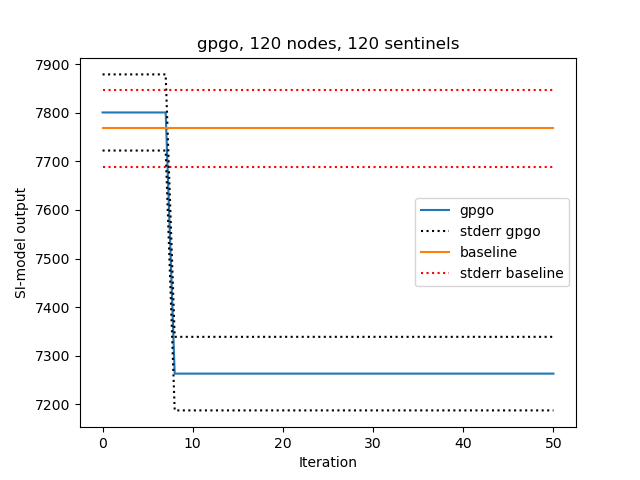 gpgo, 120 nodes, 120 sentinels
7900
7800
7700
7600
7500
7400
7300
7200
SI-model output
gpgo
stderr gpgo
baseline
stderr baseline
0 10 20 30 40 50
Iteration